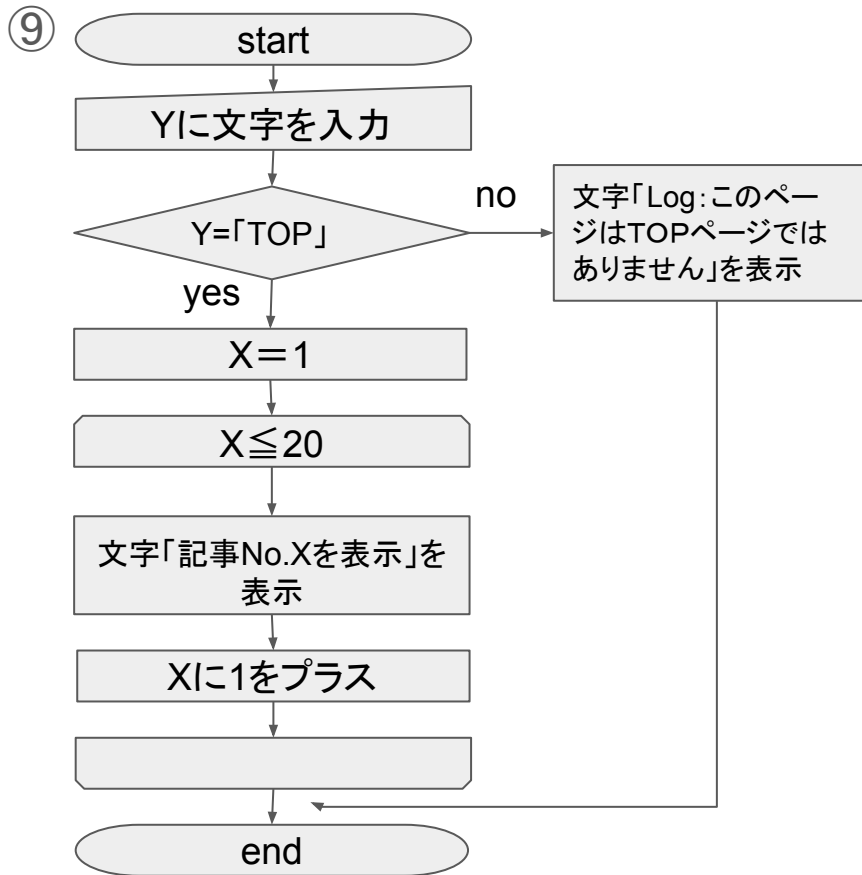 ⑨
start
Yに文字を入力
Y=｢TOP｣
no
文字｢Log：このペー
ジはTOPページでは
ありません｣を表示
yes
X＝1
X≦20
文字｢記事No.Xを表示｣を
表示
Xに1をプラス
end